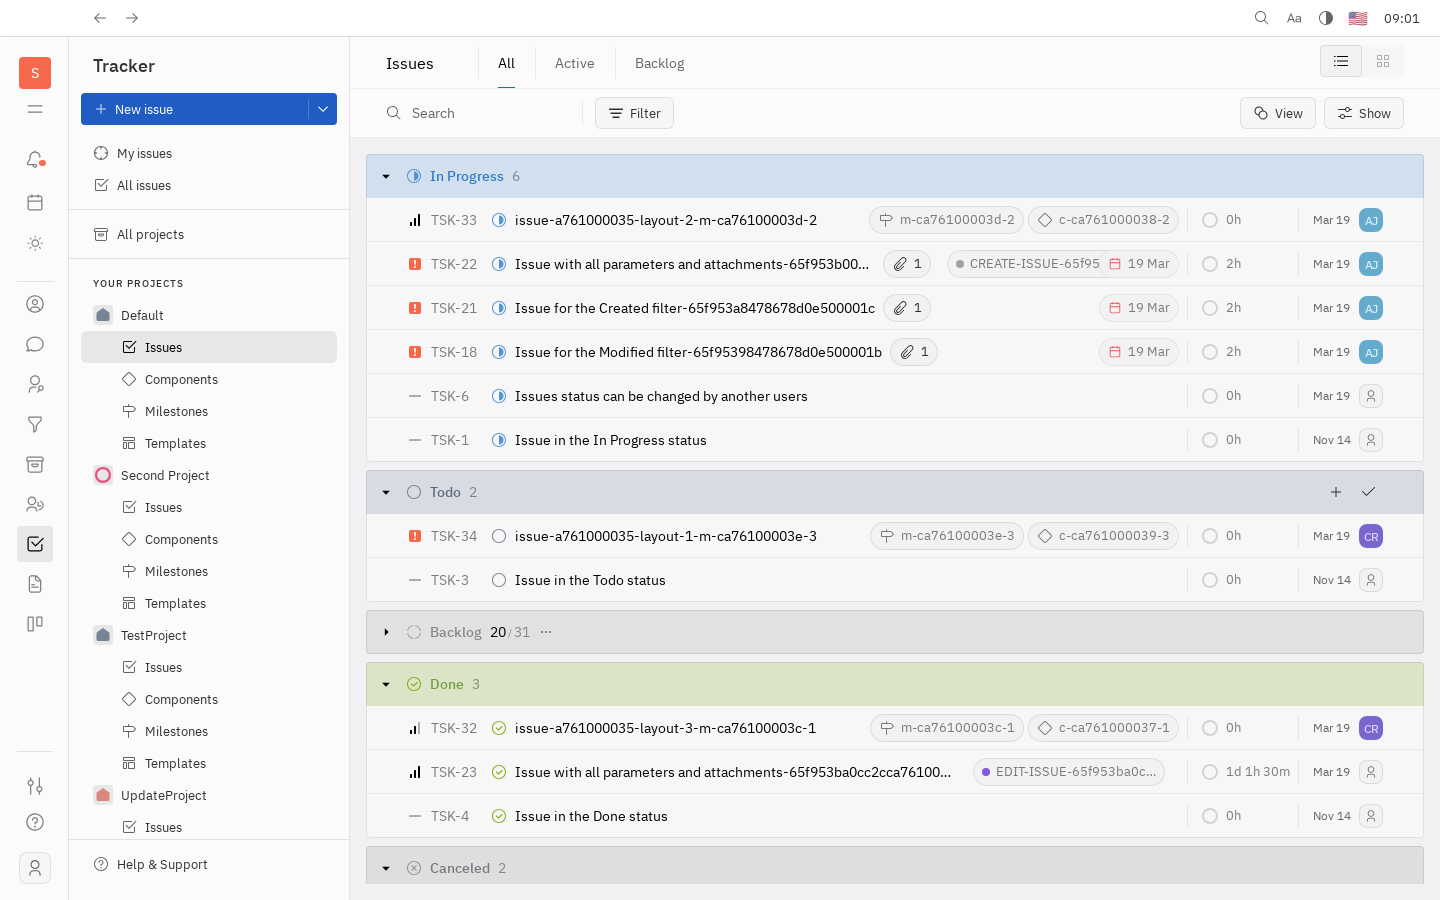 Aa 09:01
S
Tracker
New issue
My issues
All issues
All projects
YOUR PROJECTS
Default
Issues
Components
Milestones
Templates
Second Project
Issues
Components
Milestones
Templates
TestProject
Issues
Components
Milestones
Templates
UpdateProject
Issues
Help & Support
Issues All Active Backlog
Search Filter View Show
In Progress 6
TSK-33 issue-a761000035-layout-2-m-ca76100003d-2 m-ca76100003d-2 c-ca761000038-2 0h Mar 19 AJ
TSK-22 Issue with all parameters and attachments-65f953b00... 1 CREATE-ISSUE-65f95 19 Mar 2h Mar 19 AJ
TSK-21 Issue for the Created filter-65f953a8478678d0e500001c 1 19 Mar 2h Mar 19 AJ
TSK-18 Issue for the Modified filter-65f95398478678d0e500001b 1 19 Mar 2h Mar 19 AJ
TSK-6 Issues status can be changed by another users 0h Mar 19
TSK-1 Issue in the In Progress status 0h Nov 14
Todo 2
TSK-34 issue-a761000035-layout-1-m-ca76100003e-3 m-ca76100003e-3 c-ca761000039-3 0h Mar 19 CR
TSK-3 Issue in the Todo status 0h Nov 14
Backlog 20/31 ...
Done 3
TSK-32 issue-a761000035-layout-3-m-ca76100003c-1 m-ca76100003c-1 c-ca761000037-1 0h Mar 19 CR
TSK-23 Issue with all parameters and attachments-65f953ba0cc2cca76100... EDIT-ISSUE-65f953ba0c... 1d 1h 30m Mar 19
TSK-4 Issue in the Done status 0h Nov 14
Canceled 2